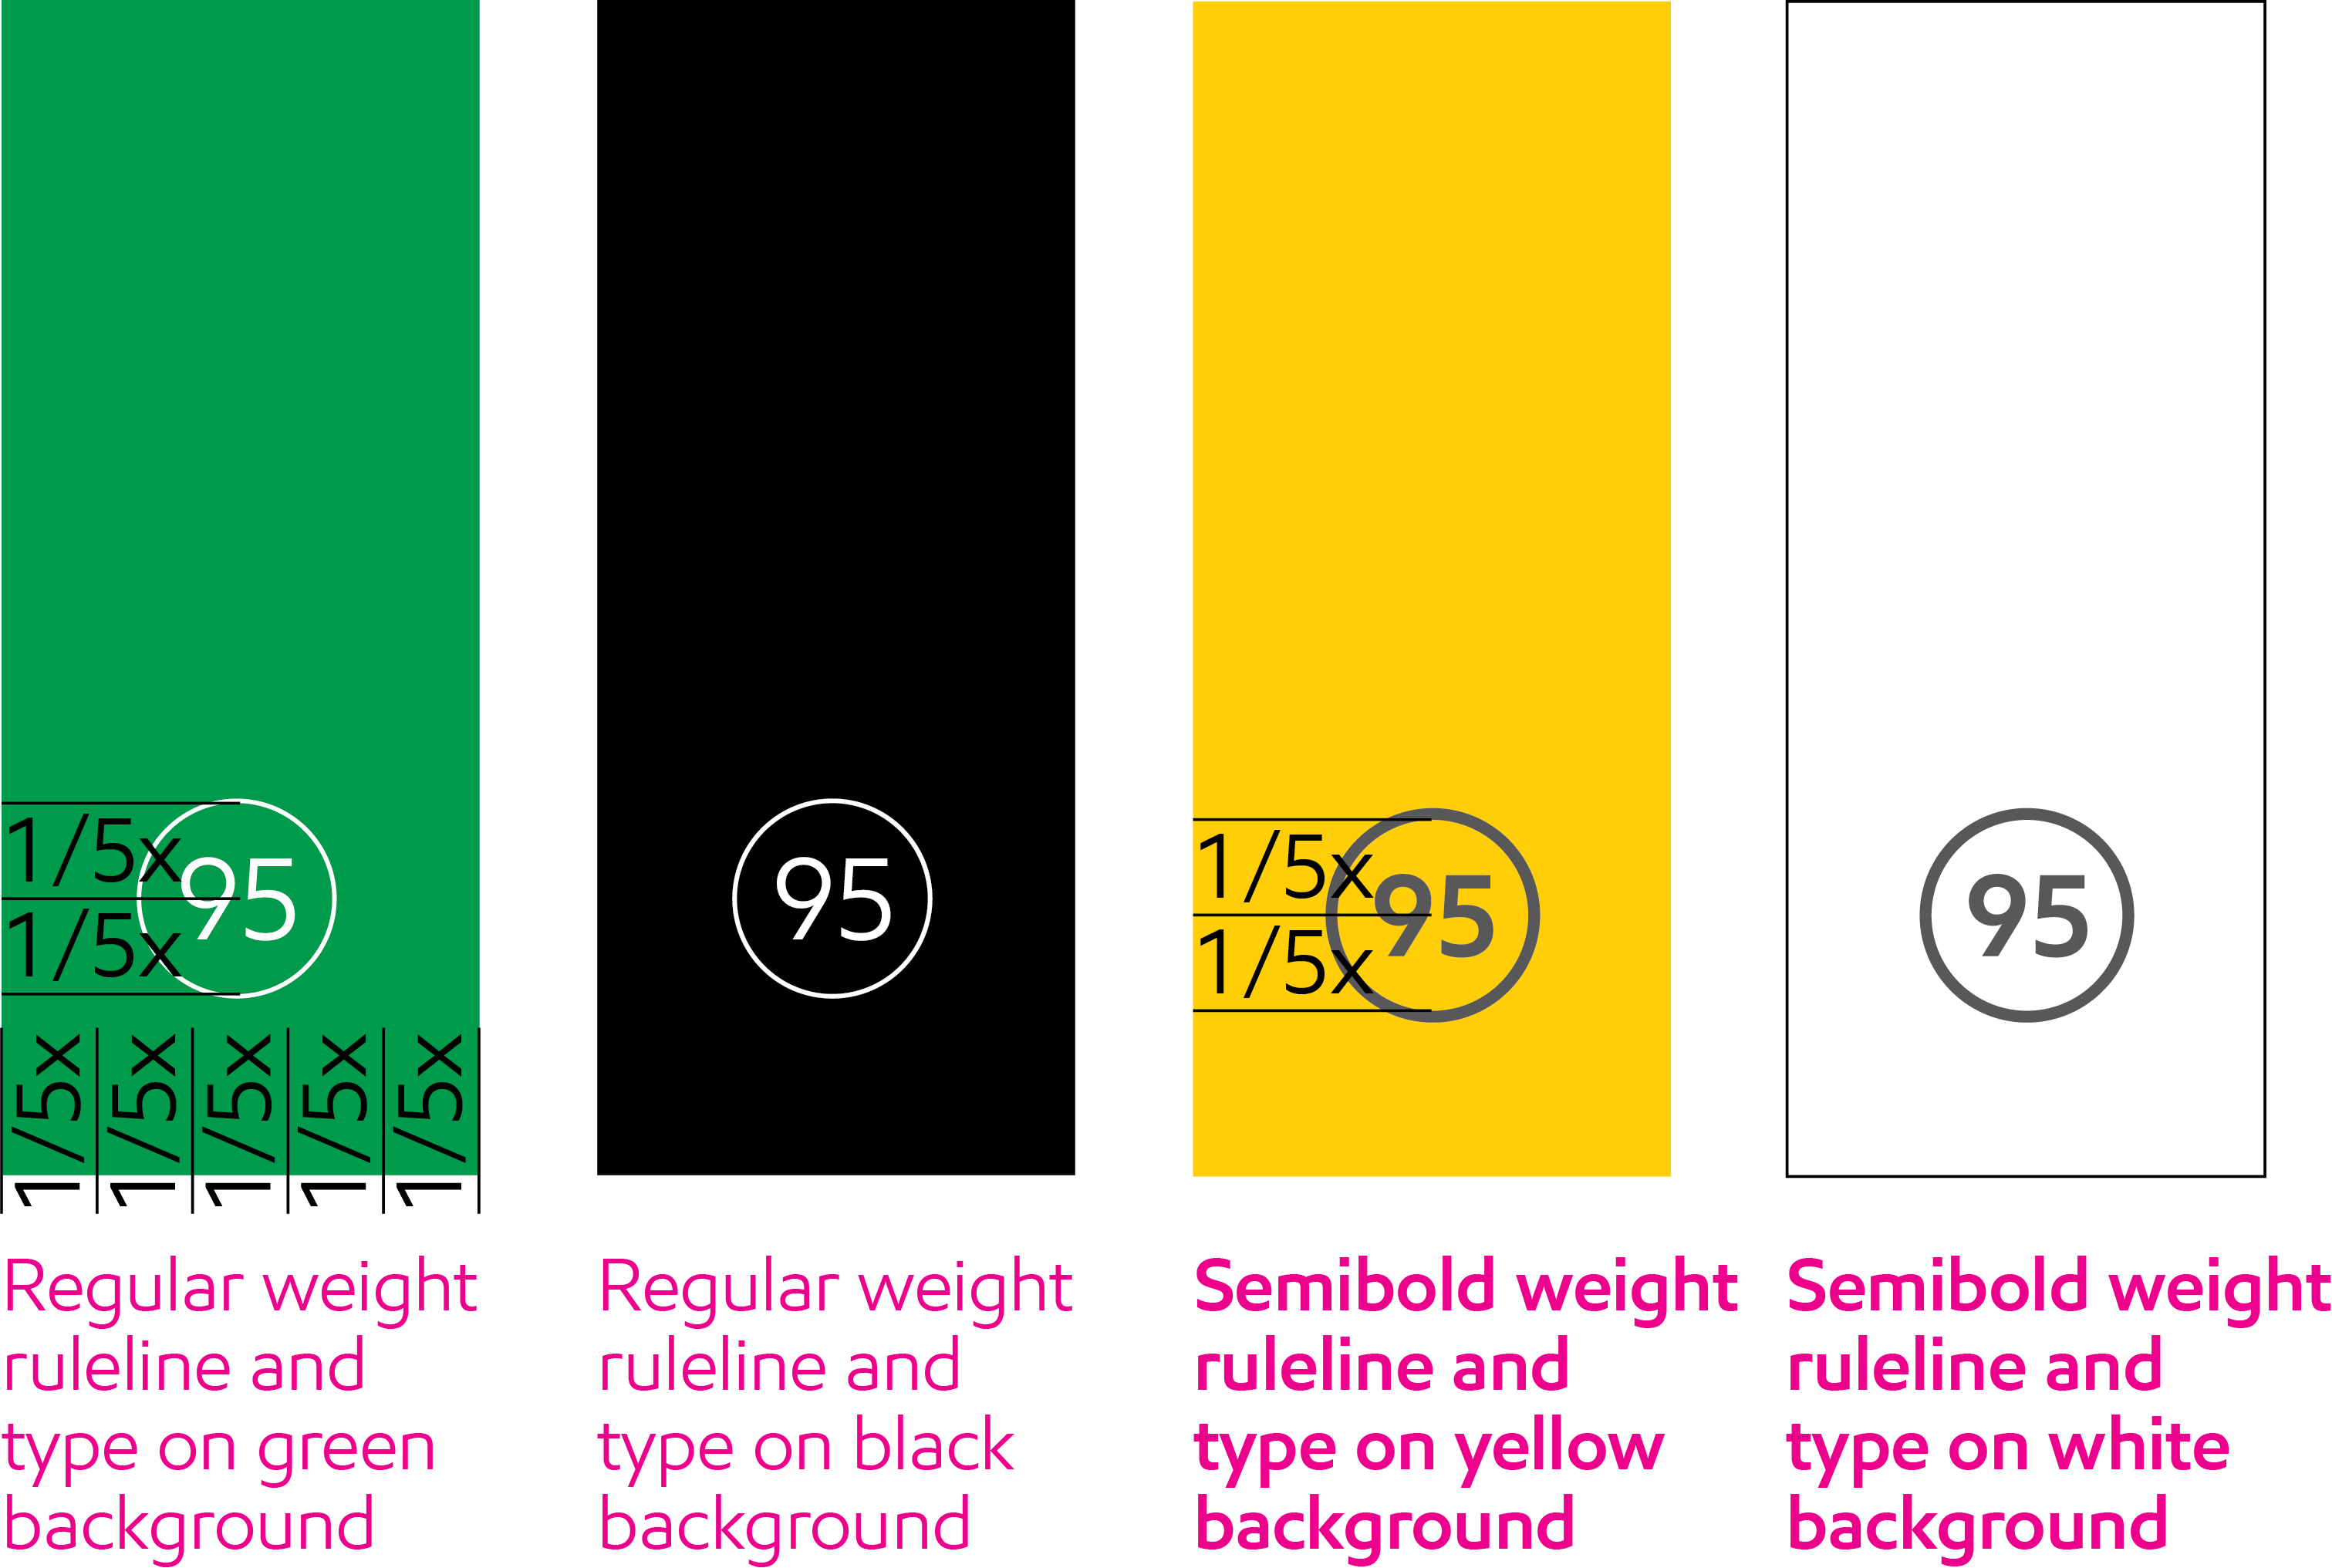 1/5x
1/5x
95
1/5x
1/5x
1/5x
1/5x
1/5x
Regular weight
ruleline and
type on green
background
95
Regular weight
ruleline and
type on black
background
1/5x
1/5x
95
Semibold weight
ruleline and
type on yellow
background
95
Semibold weight
ruleline and
type on white
background